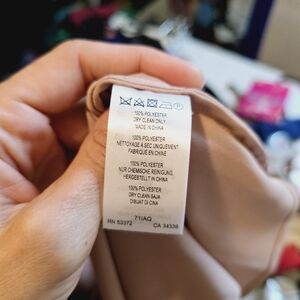 100% POLYESTER
DRY CLEAN ONLY
MADE IN CHINA
100% POLYESTER
NETTOYAGE À SEC UNIQUEMENT
FABRIQUÉ EN CHINE
100% POLYESTER
NUR CHEMISCHE REINIGUNG
HERGESTELLT IN CHINA
100% POLYESTER
DRY CLEAN SAJA
DIBUAT DI CINA
71IAQ
RN 53372 CA 34336